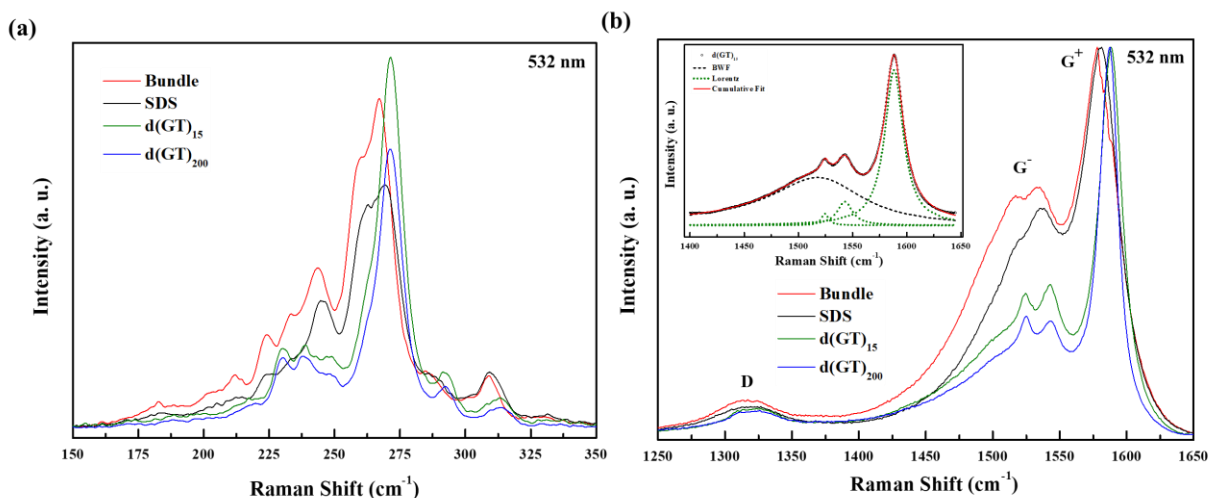 (a)
532 nm
Bundle
SDS
d(GT)₁₅
d(GT)₂₀₀
Intensity (a. u.)
150 175 200 225 250 275 300 325 350
Raman Shift (cm⁻¹)
(b)
532 nm
G⁺
G⁻
D
Bundle
SDS
d(GT)₁₅
d(GT)₂₀₀
Intensity (a. u.)
1250 1300 1350 1400 1450 1500 1550 1600 1650
Raman Shift (cm⁻¹)
BWF
Lorentz
Cumulative Fit
Intensity (a. u.)
1400 1450 1500 1550 1600 1650
Raman Shift (cm⁻¹)